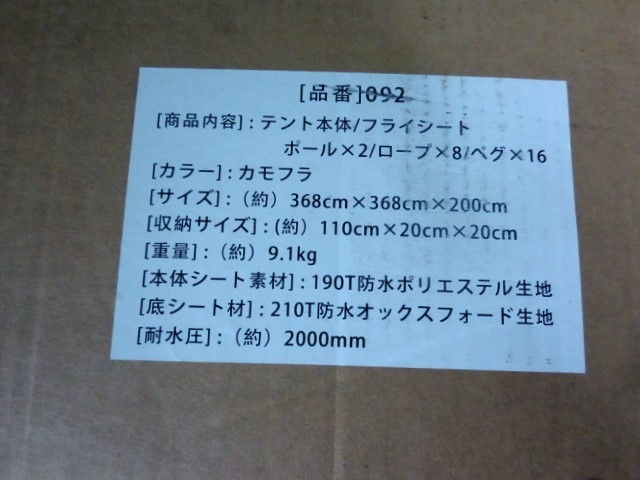 [品番]092
[商品内容]：テント本体/フライシート
ポール×2/ロープ×8/ペグ×16
[カラー]：カモフラ
[サイズ]：（約）368cm×368cm×200cm
[収納サイズ]：(約）110cm×20cm×20cm
[重量]：（約）9.1kg
[本体シート素材]：190T防水ポリエステル生地
[底シート材]：210T防水オックスフォード生地
[耐水圧]：（約）2000mm